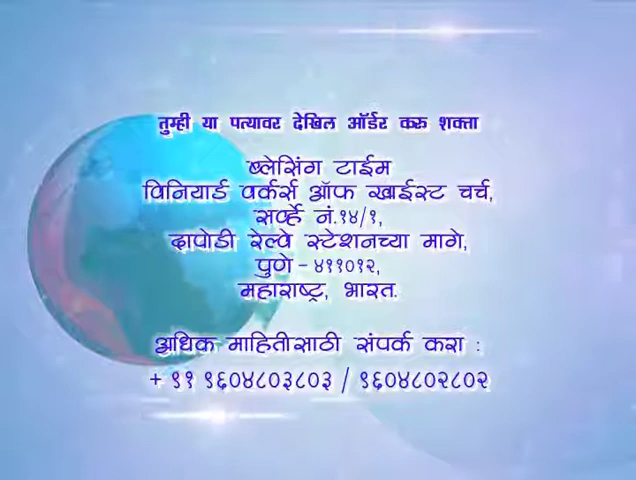 तुम्ही या पत्यावर देखिल ऑर्डर करू शक्ता
ब्लेसिंग टाईम
विनियार्ड वर्कर्स ऑफ ख्राईस्ट चर्च,
सर्व्हे नं.१४/१,
दापोडी रेल्वे स्टेशनच्या मागे,
पुणे - ४११०१२,
महाराष्ट्र, भारत.
अधिक माहितीसाठी संपर्क करा :
+ ९१ ९६०४८०३८०३ / ९६०४८०२८०२